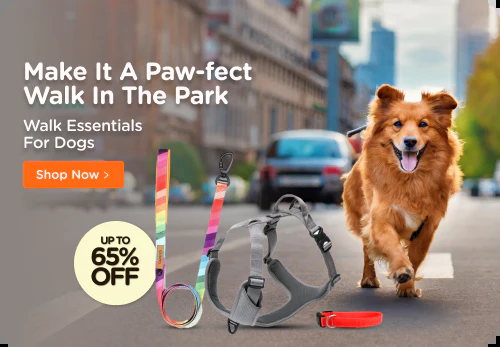 Make It A Paw-fect
Walk In The Park
Walk Essentials
For Dogs
Shop Now >
UP TO
65%
OFF